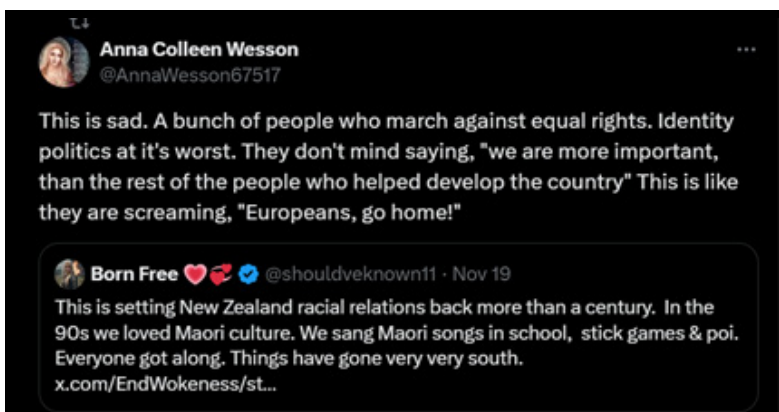 Anna Colleen Wesson
@AnnaWesson67517
This is sad. A bunch of people who march against equal rights. Identity
politics at it's worst. They don't mind saying, "we are more important,
than the rest of the people who helped develop the country" This is like
they are screaming, "Europeans, go home!"
Born Free @shouldveknown11 · Nov 19
This is setting New Zealand racial relations back more than a century. In the
90s we loved Maori culture. We sang Maori songs in school, stick games & poi.
Everyone got along. Things have gone very very south.
x.com/EndWokeness/st...